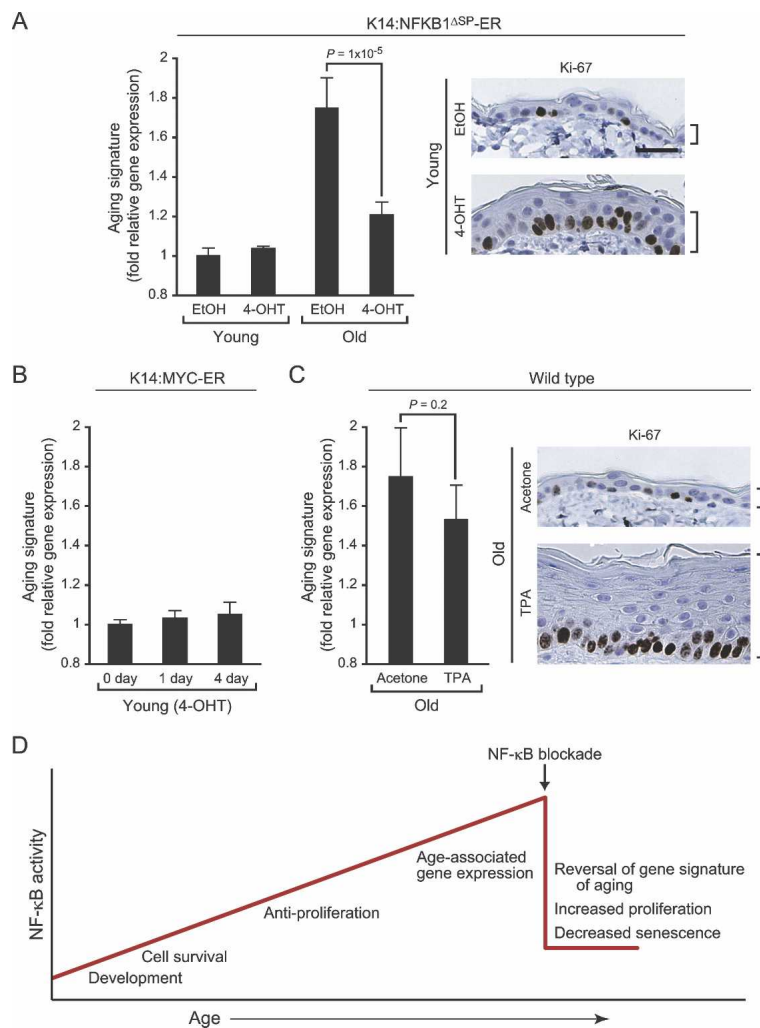 A
K14:NFKB1ΔSP-ER
Aging signature
(fold relative gene expression)
2
1.8
1.6
1.4
1.2
1
0.8
P = 1x10-5
EtOH 4-OHT EtOH 4-OHT
Young Old
Ki-67
Young
EtOH
4-OHT
B
K14:MYC-ER
Aging signature
(fold relative gene expression)
2
1.8
1.6
1.4
1.2
1
0.8
0 day 1 day 4 day
Young (4-OHT)
C
Wild type
Aging signature
(fold relative gene expression)
2
1.8
1.6
1.4
1.2
1
0.8
P = 0.2
Acetone TPA
Old
Ki-67
Old
Acetone
TPA
D
NF-κB activity
NF-κB blockade
Age-associated
gene expression
Anti-proliferation
Cell survival
Development
Reversal of gene signature
of aging
Increased proliferation
Decreased senescence
Age